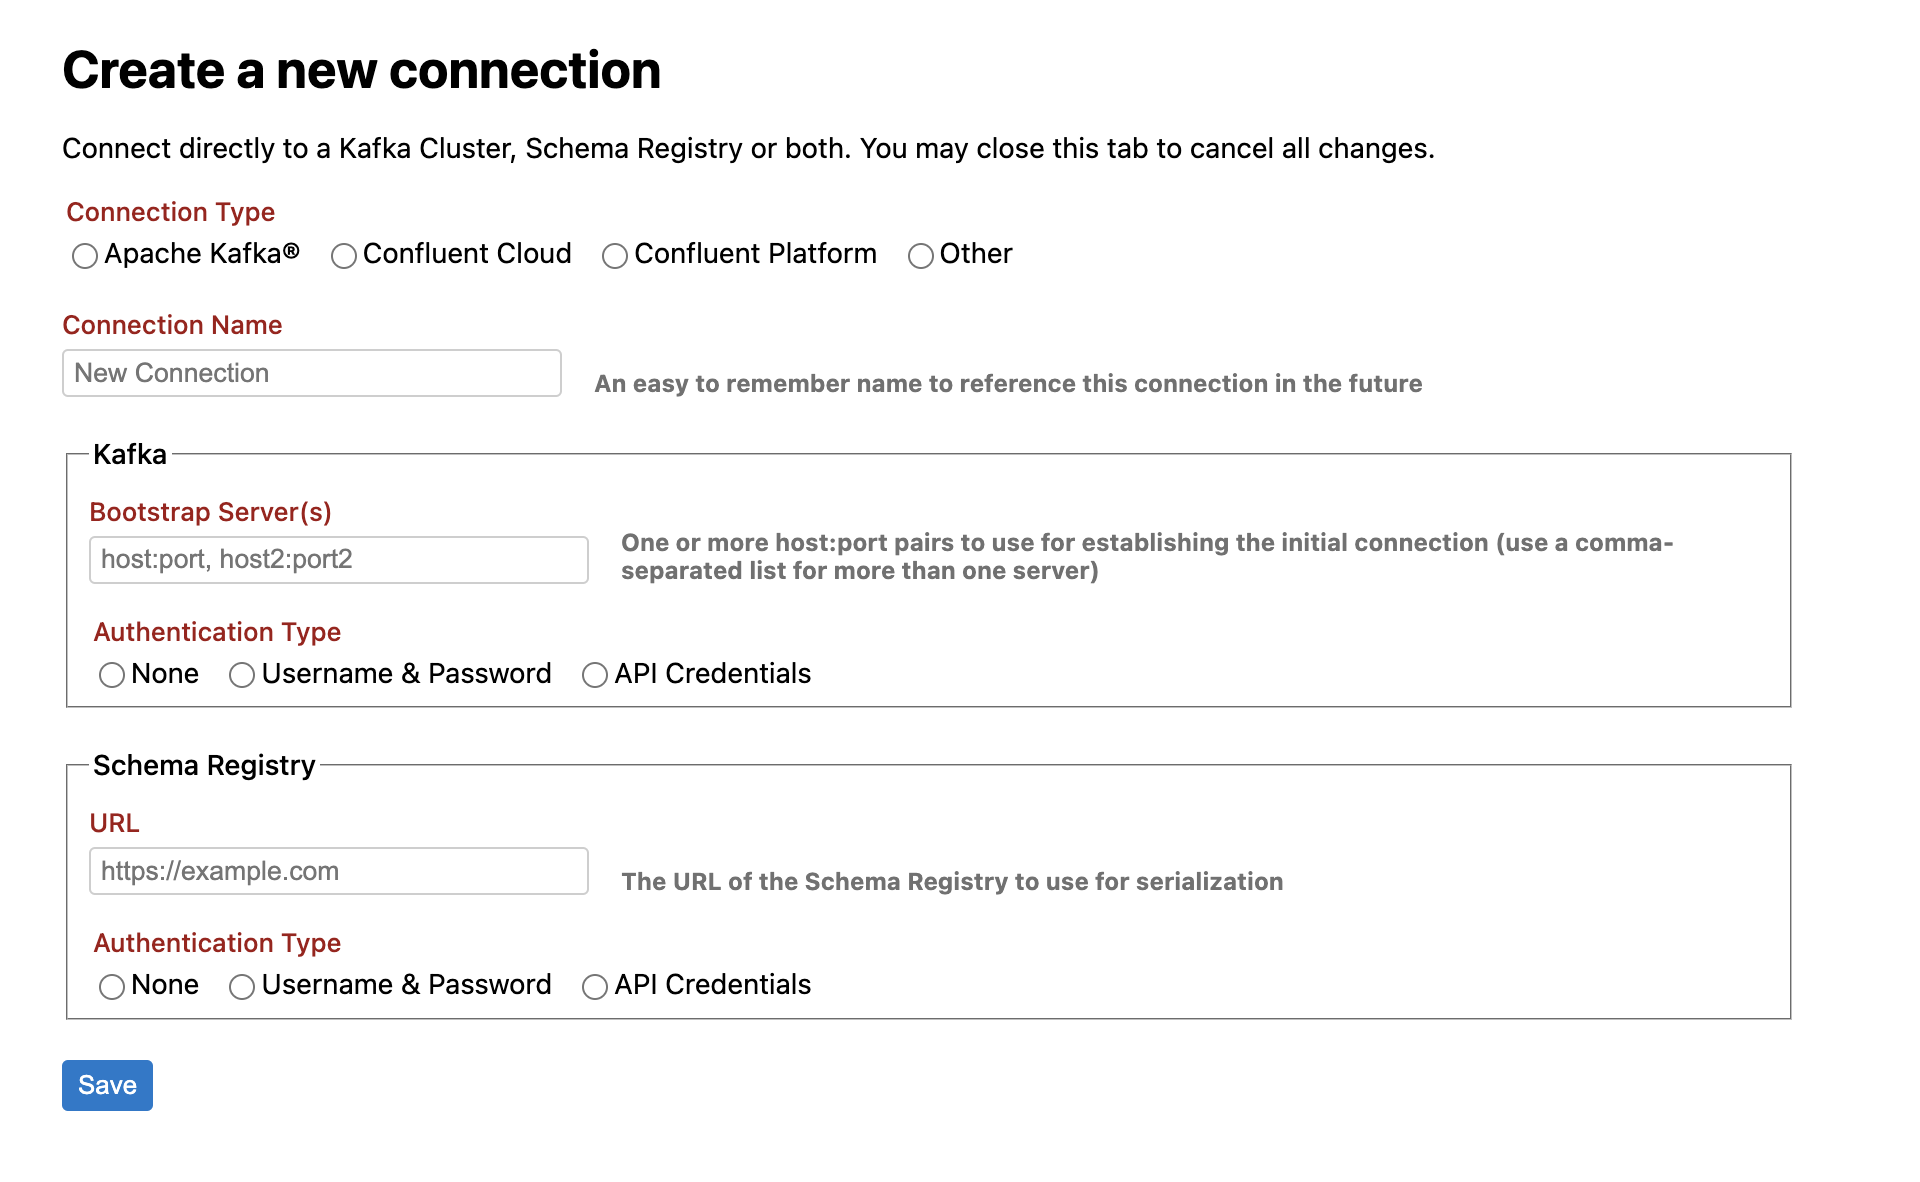 Create a new connection
Connect directly to a Kafka Cluster, Schema Registry or both. You may close this tab to cancel all changes.
Connection Type
Apache Kafka® Confluent Cloud Confluent Platform Other
Connection Name
New Connection
An easy to remember name to reference this connection in the future
Kafka
Bootstrap Server(s)
host:port, host2:port2
One or more host:port pairs to use for establishing the initial connection (use a comma-
separated list for more than one server)
Authentication Type
None Username & Password API Credentials
Schema Registry
URL
https://example.com
The URL of the Schema Registry to use for serialization
Authentication Type
None Username & Password API Credentials
Save